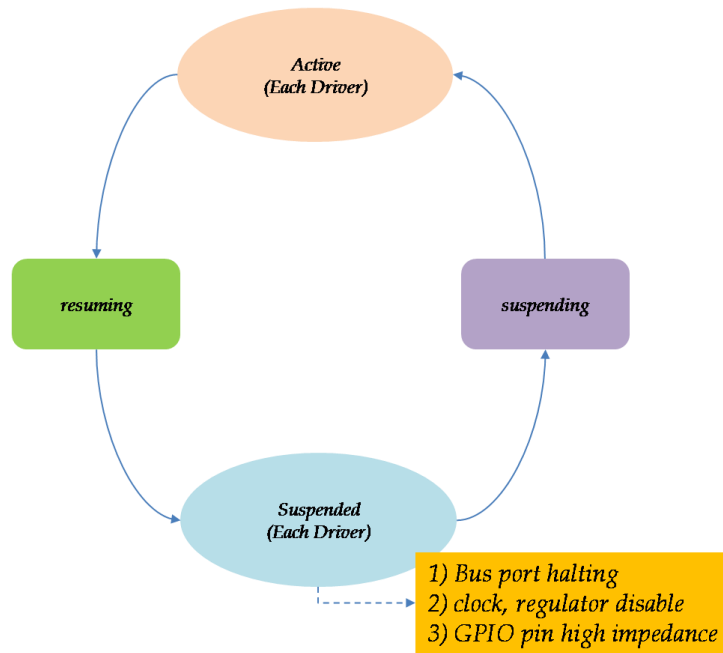 Active
(Each Driver)
resuming
suspending
Suspended
(Each Driver)
1) Bus port halting
2) clock, regulator disable
3) GPIO pin high impedance